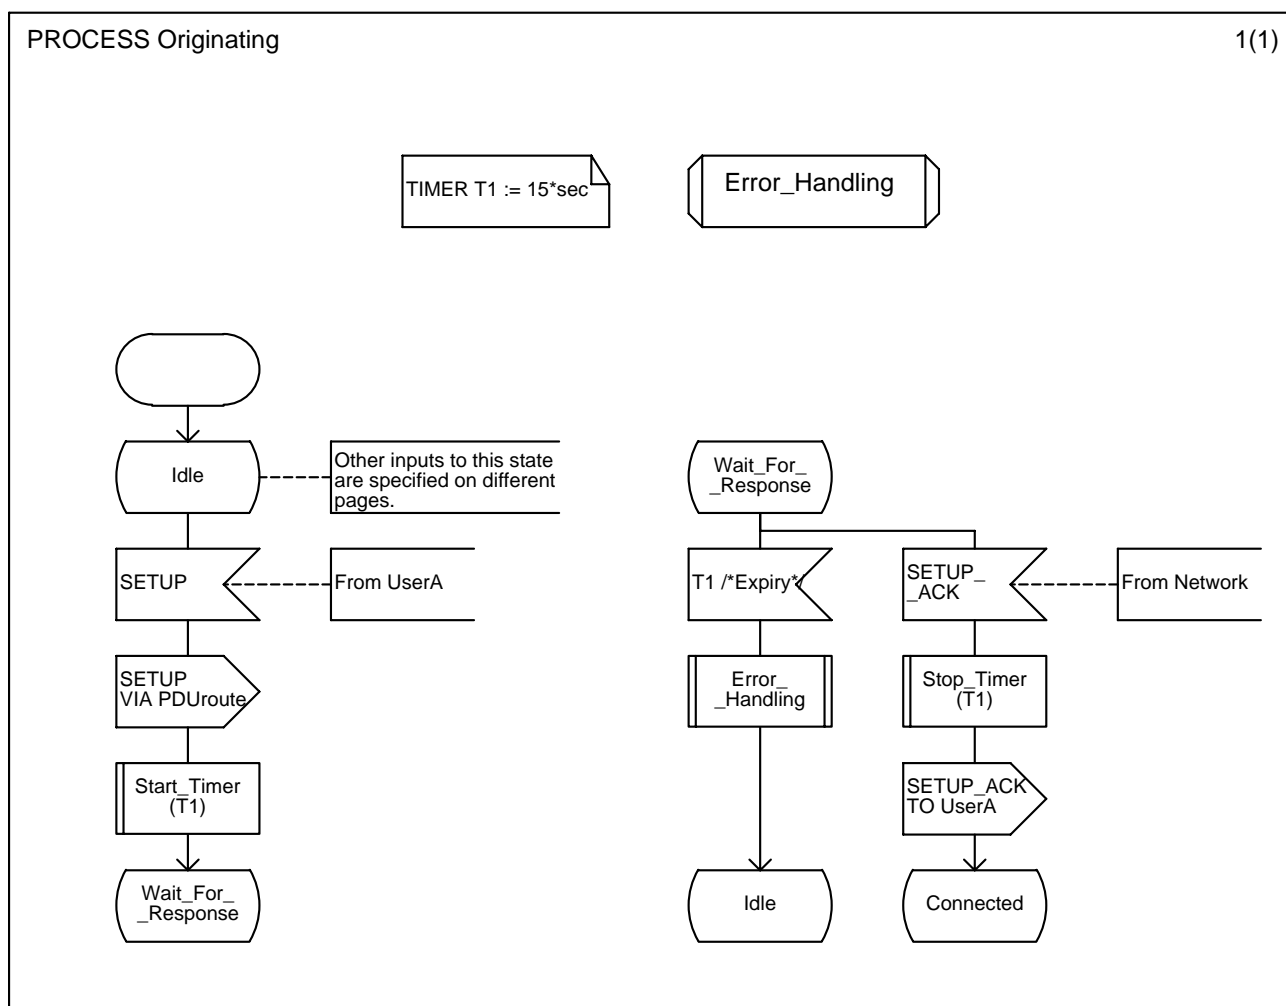 PROCESS Originating
1(1)
TIMER T1 := 15*sec
Error_Handling
Idle
Other inputs to this state
are specified on different
pages.
SETUP
From UserA
SETUP
VIA PDUroute
Start_Timer
(T1)
Wait_For_
_Response
Wait_For_
_Response
T1 /*Expiry*/
SETUP_
_ACK
From Network
Error_
_Handling
Stop_Timer
(T1)
SETUP_ACK
TO UserA
Idle
Connected